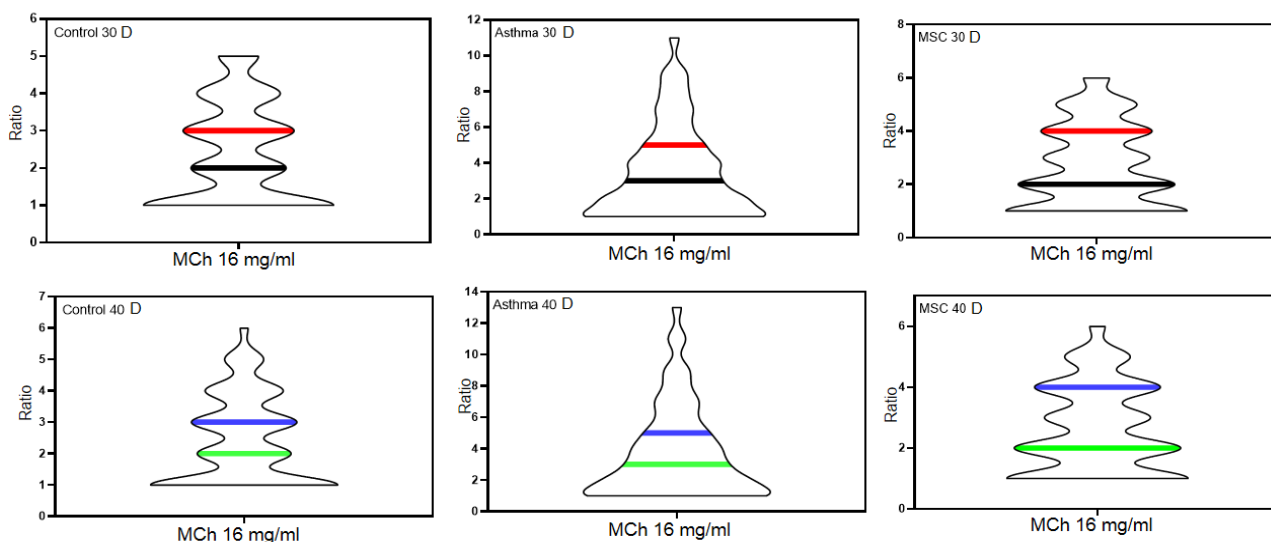 Control 30 D
Ratio
6
5
4
3
2
1
0
MCh 16 mg/ml
Asthma 30 D
Ratio
12
10
8
6
4
2
0
MCh 16 mg/ml
MSC 30 D
Ratio
8
6
4
2
0
MCh 16 mg/ml
Control 40 D
Ratio
7
6
5
4
3
2
1
0
MCh 16 mg/ml
Asthma 40 D
Ratio
14
12
10
8
6
4
2
0
MCh 16 mg/ml
MSC 40 D
Ratio
6
4
2
0
MCh 16 mg/ml